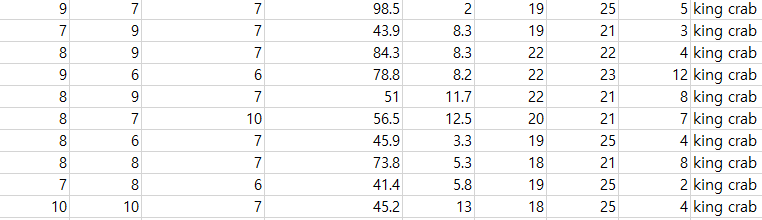 9 7 7 98.5 2 19 25 5 king crab
7 9 7 43.9 8.3 19 21 3 king crab
8 9 7 84.3 8.3 22 22 4 king crab
9 6 6 78.8 8.2 22 23 12 king crab
8 9 7 51 11.7 22 21 8 king crab
8 7 10 56.5 12.5 20 21 7 king crab
8 6 7 45.9 3.3 19 25 4 king crab
8 8 7 73.8 5.3 18 21 8 king crab
7 8 6 41.4 5.8 19 25 2 king crab
10 10 7 45.2 13 18 25 4 king crab